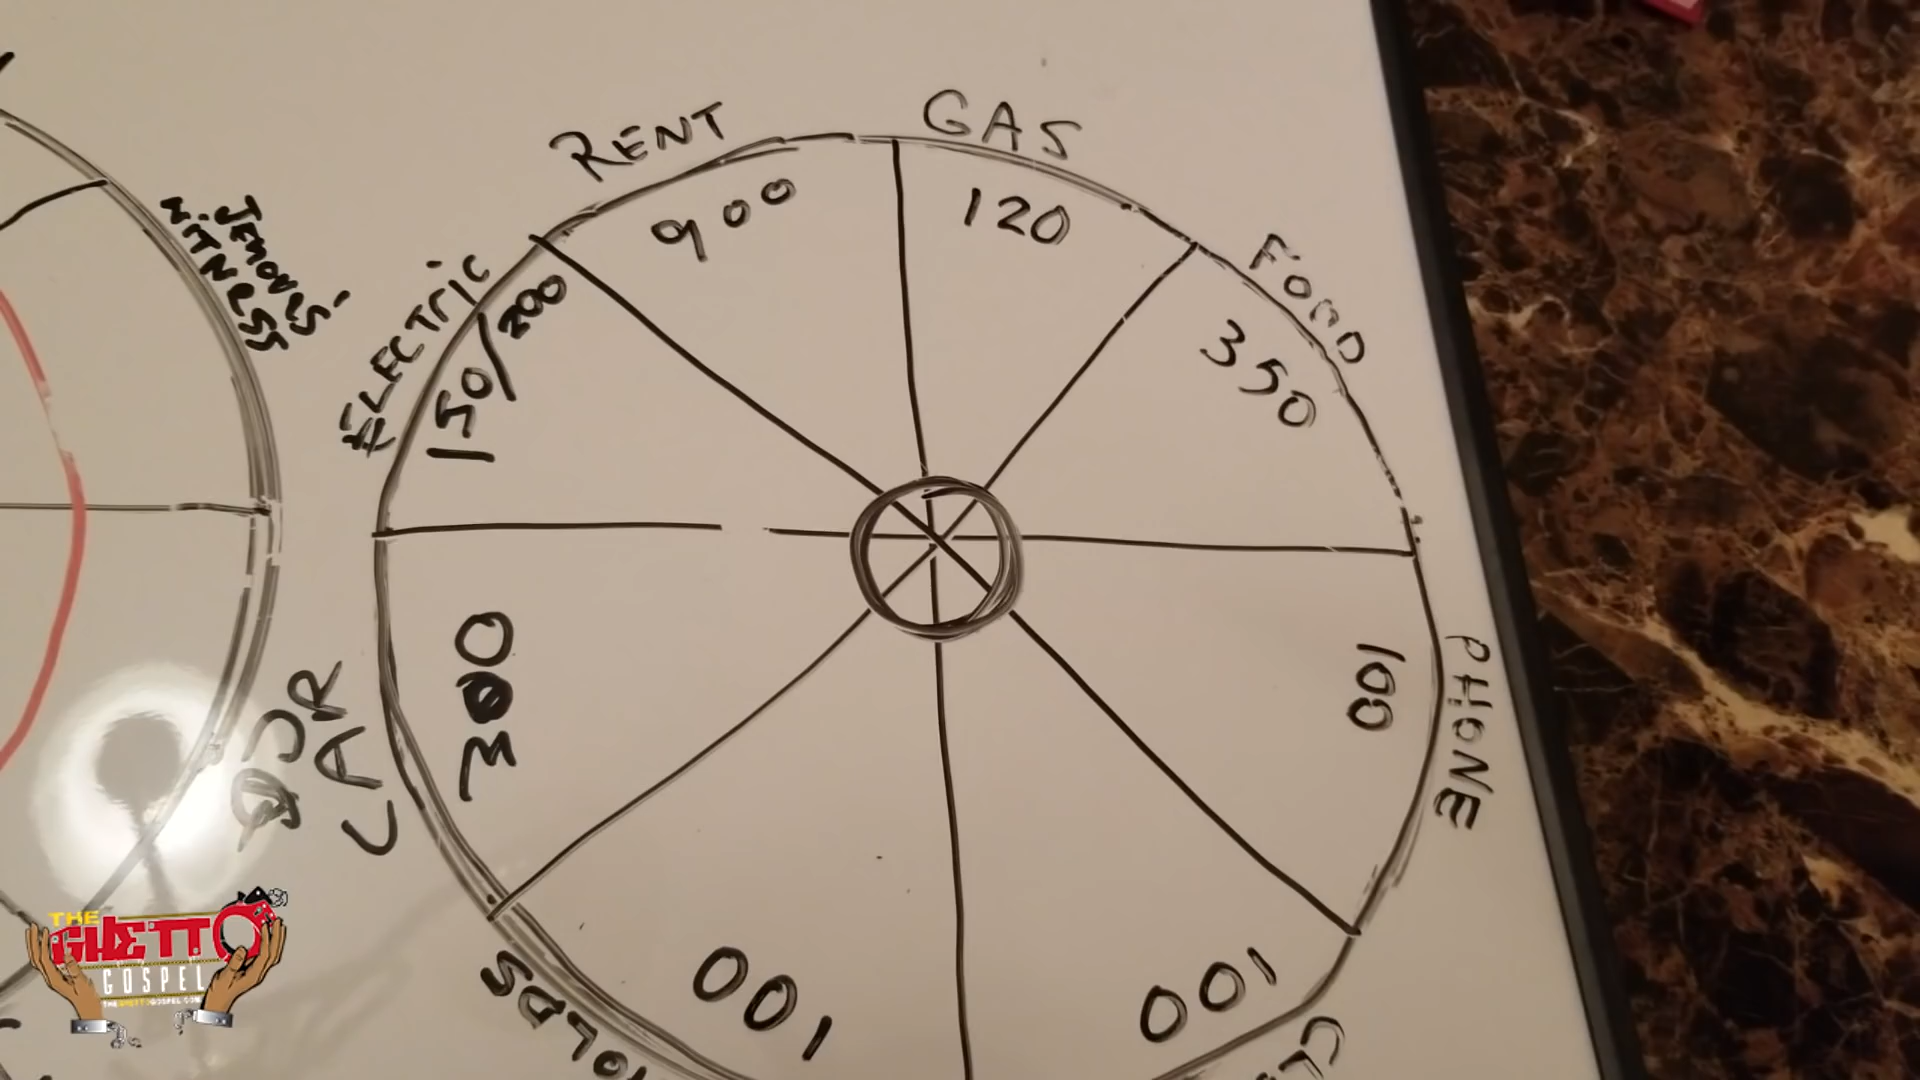 RENT
GAS
900
120
FOOD
350
ELECTRIC
150/200
JEHOVES'
WITNESS
PHONE
100
300
CAR
100
100
THE
GHETTO
GOSPEL